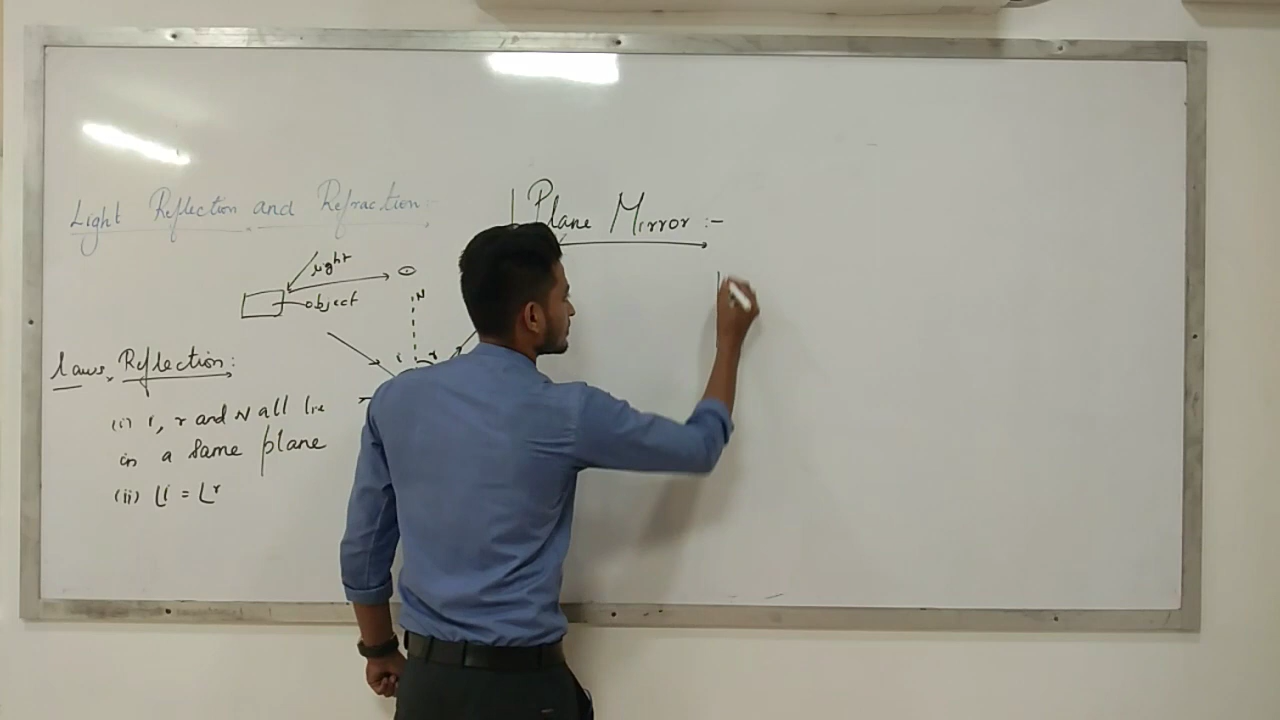 Light Reflection and Refraction:-
light
object
N
i r
Laws, Reflection:
(i) i, r and N all lie
in a same plane
(ii) ∠i = ∠r
Plane Mirror :-